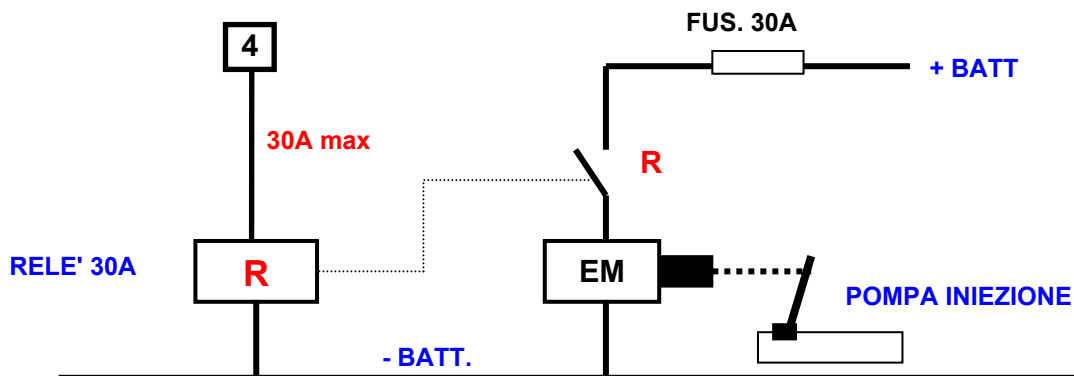 FUS. 30A
4
+ BATT
30A max
R
RELE' 30A
R
EM
POMPA INIEZIONE
- BATT.